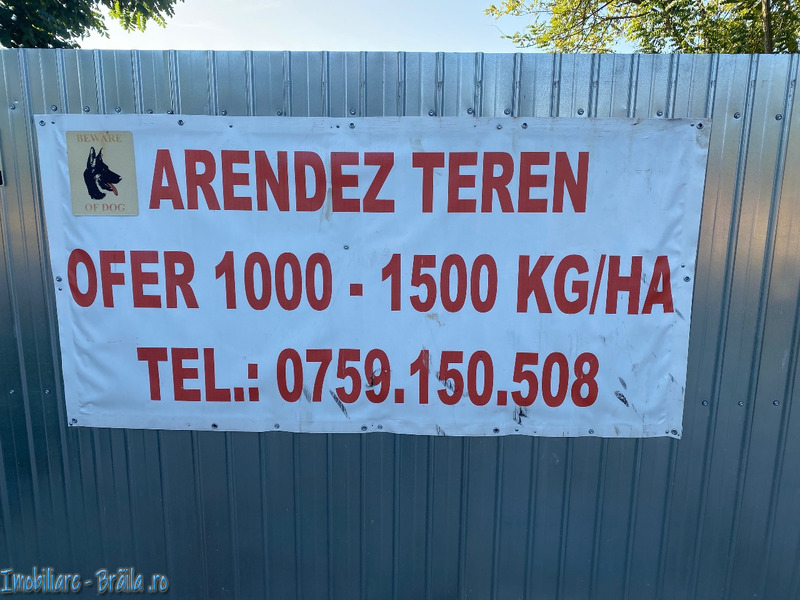 BEWARE
OF DOG
ARENDEZ TEREN
OFER 1000 - 1500 KG/HA
TEL.: 0759.150.508
Imobiliare - Brăila.ro